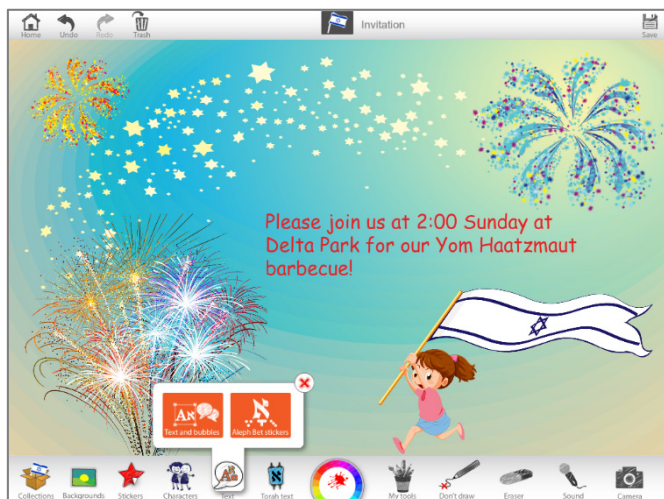 Home
Undo
Redo
Trash
Invitation
Save
Please join us at 2:00 Sunday at
Delta Park for our Yom Haatzmaut
barbecue!
Aא
Text and bubbles
א
Aleph Bet stickers
Collections
Backgrounds
Stickers
Characters
Text
Torah text
My tools
Don't draw
Eraser
Sound
Camera